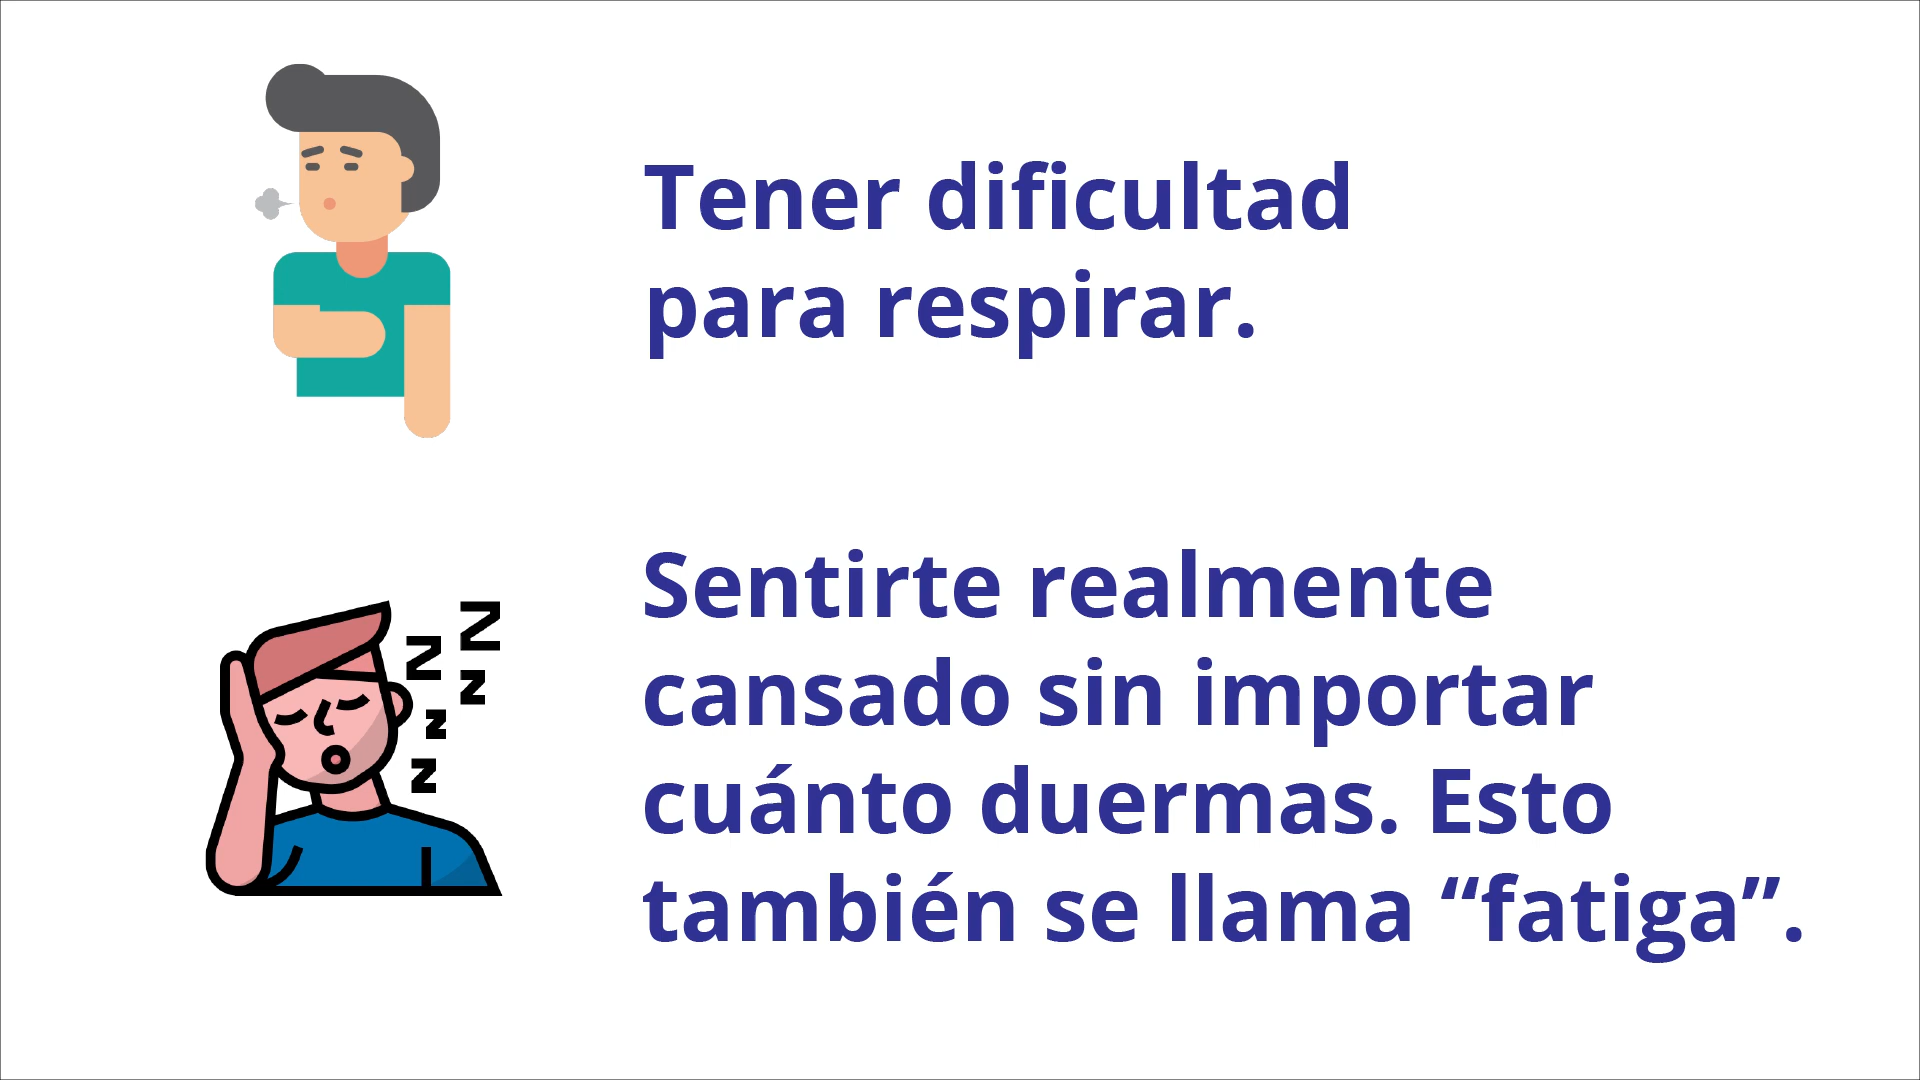 Tener dificultad
para respirar.
Sentirte realmente
cansado sin importar
cuánto duermas. Esto
también se llama “fatiga”.
Z
Z
Z
Z
Z